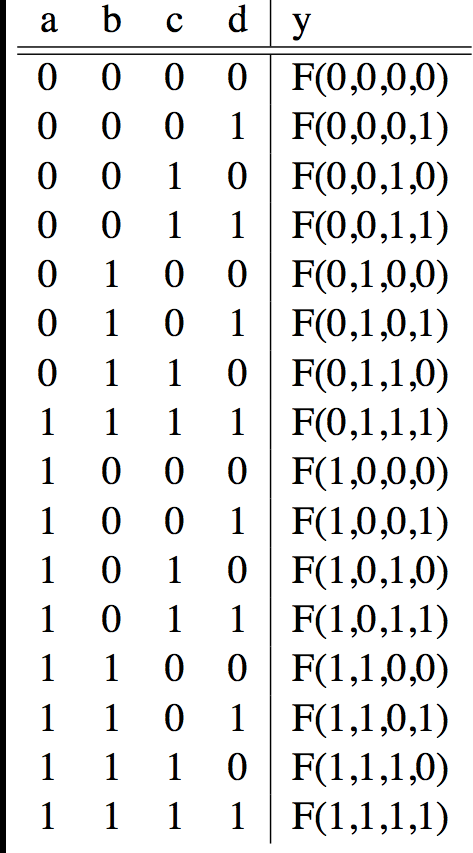 a b c d y
0 0 0 0 F(0,0,0,0)
0 0 0 1 F(0,0,0,1)
0 0 1 0 F(0,0,1,0)
0 0 1 1 F(0,0,1,1)
0 1 0 0 F(0,1,0,0)
0 1 0 1 F(0,1,0,1)
0 1 1 0 F(0,1,1,0)
1 1 1 1 F(0,1,1,1)
1 0 0 0 F(1,0,0,0)
1 0 0 1 F(1,0,0,1)
1 0 1 0 F(1,0,1,0)
1 0 1 1 F(1,0,1,1)
1 1 0 0 F(1,1,0,0)
1 1 0 1 F(1,1,0,1)
1 1 1 0 F(1,1,1,0)
1 1 1 1 F(1,1,1,1)